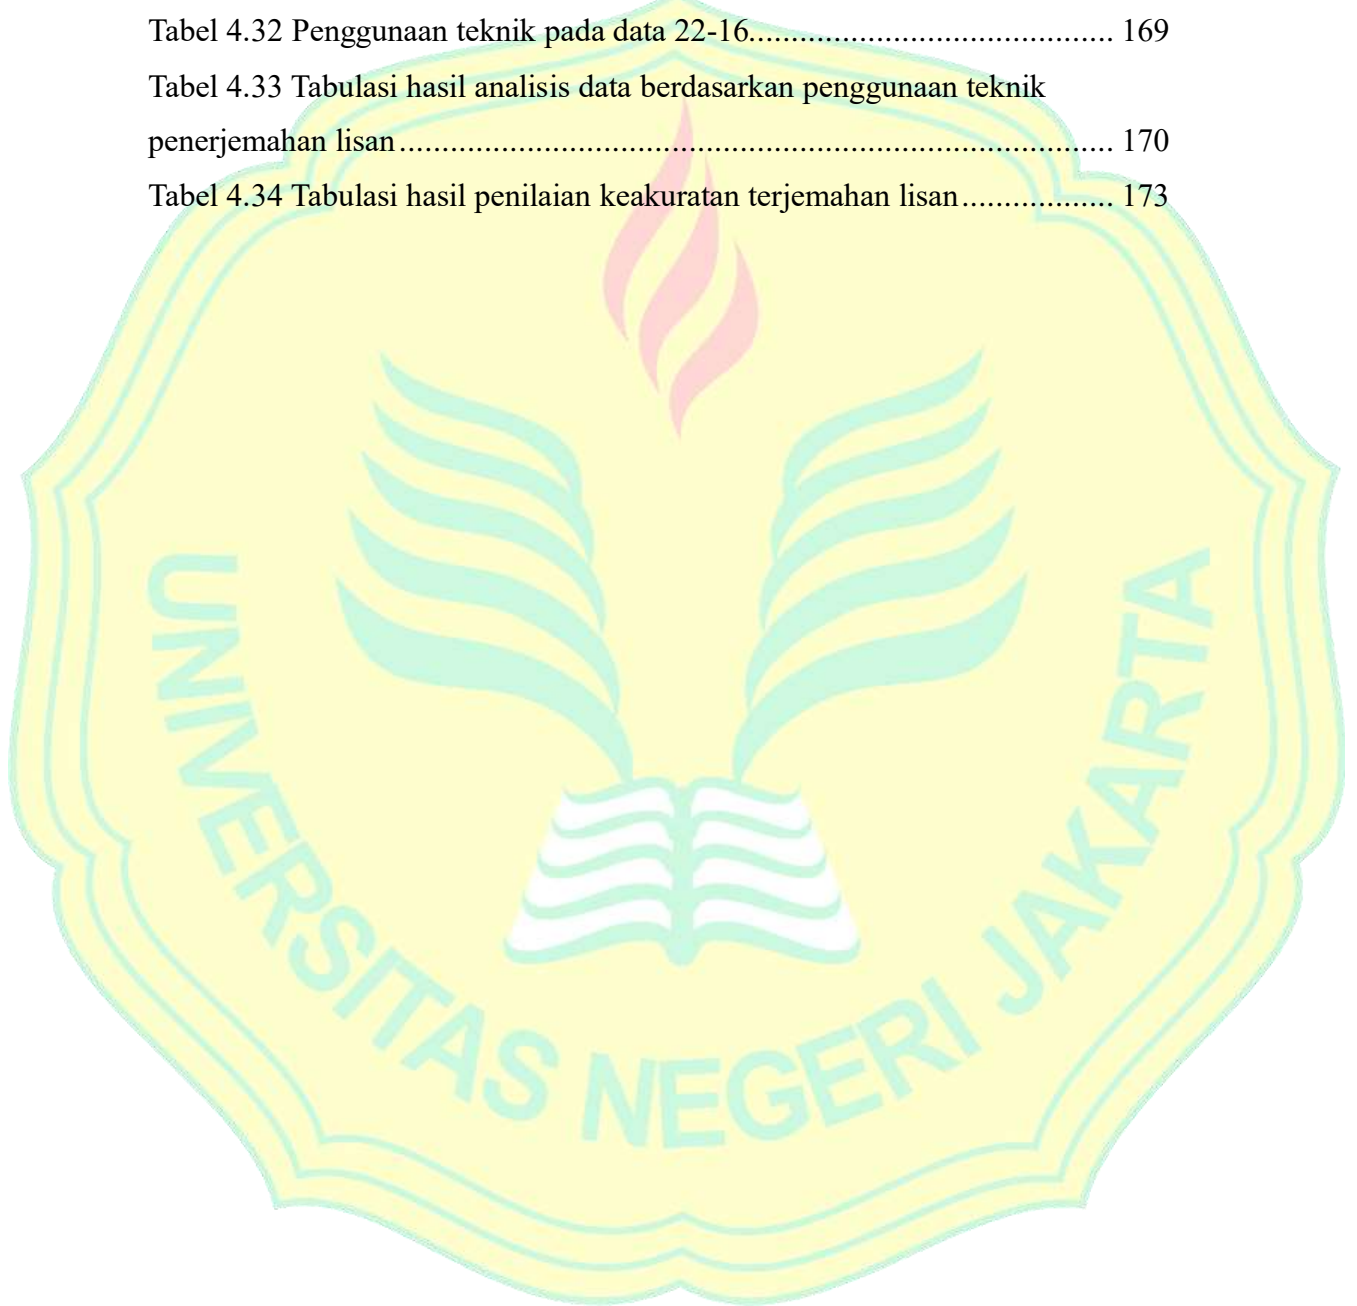 Tabel 4.32 Penggunaan teknik pada data 22-16........................................... 169
Tabel 4.33 Tabulasi hasil analisis data berdasarkan penggunaan teknik
penerjemahan lisan..................................................................................... 170
Tabel 4.34 Tabulasi hasil penilaian keakuratan terjemahan lisan.................. 173
UNIVERSITAS NEGERI JAKARTA